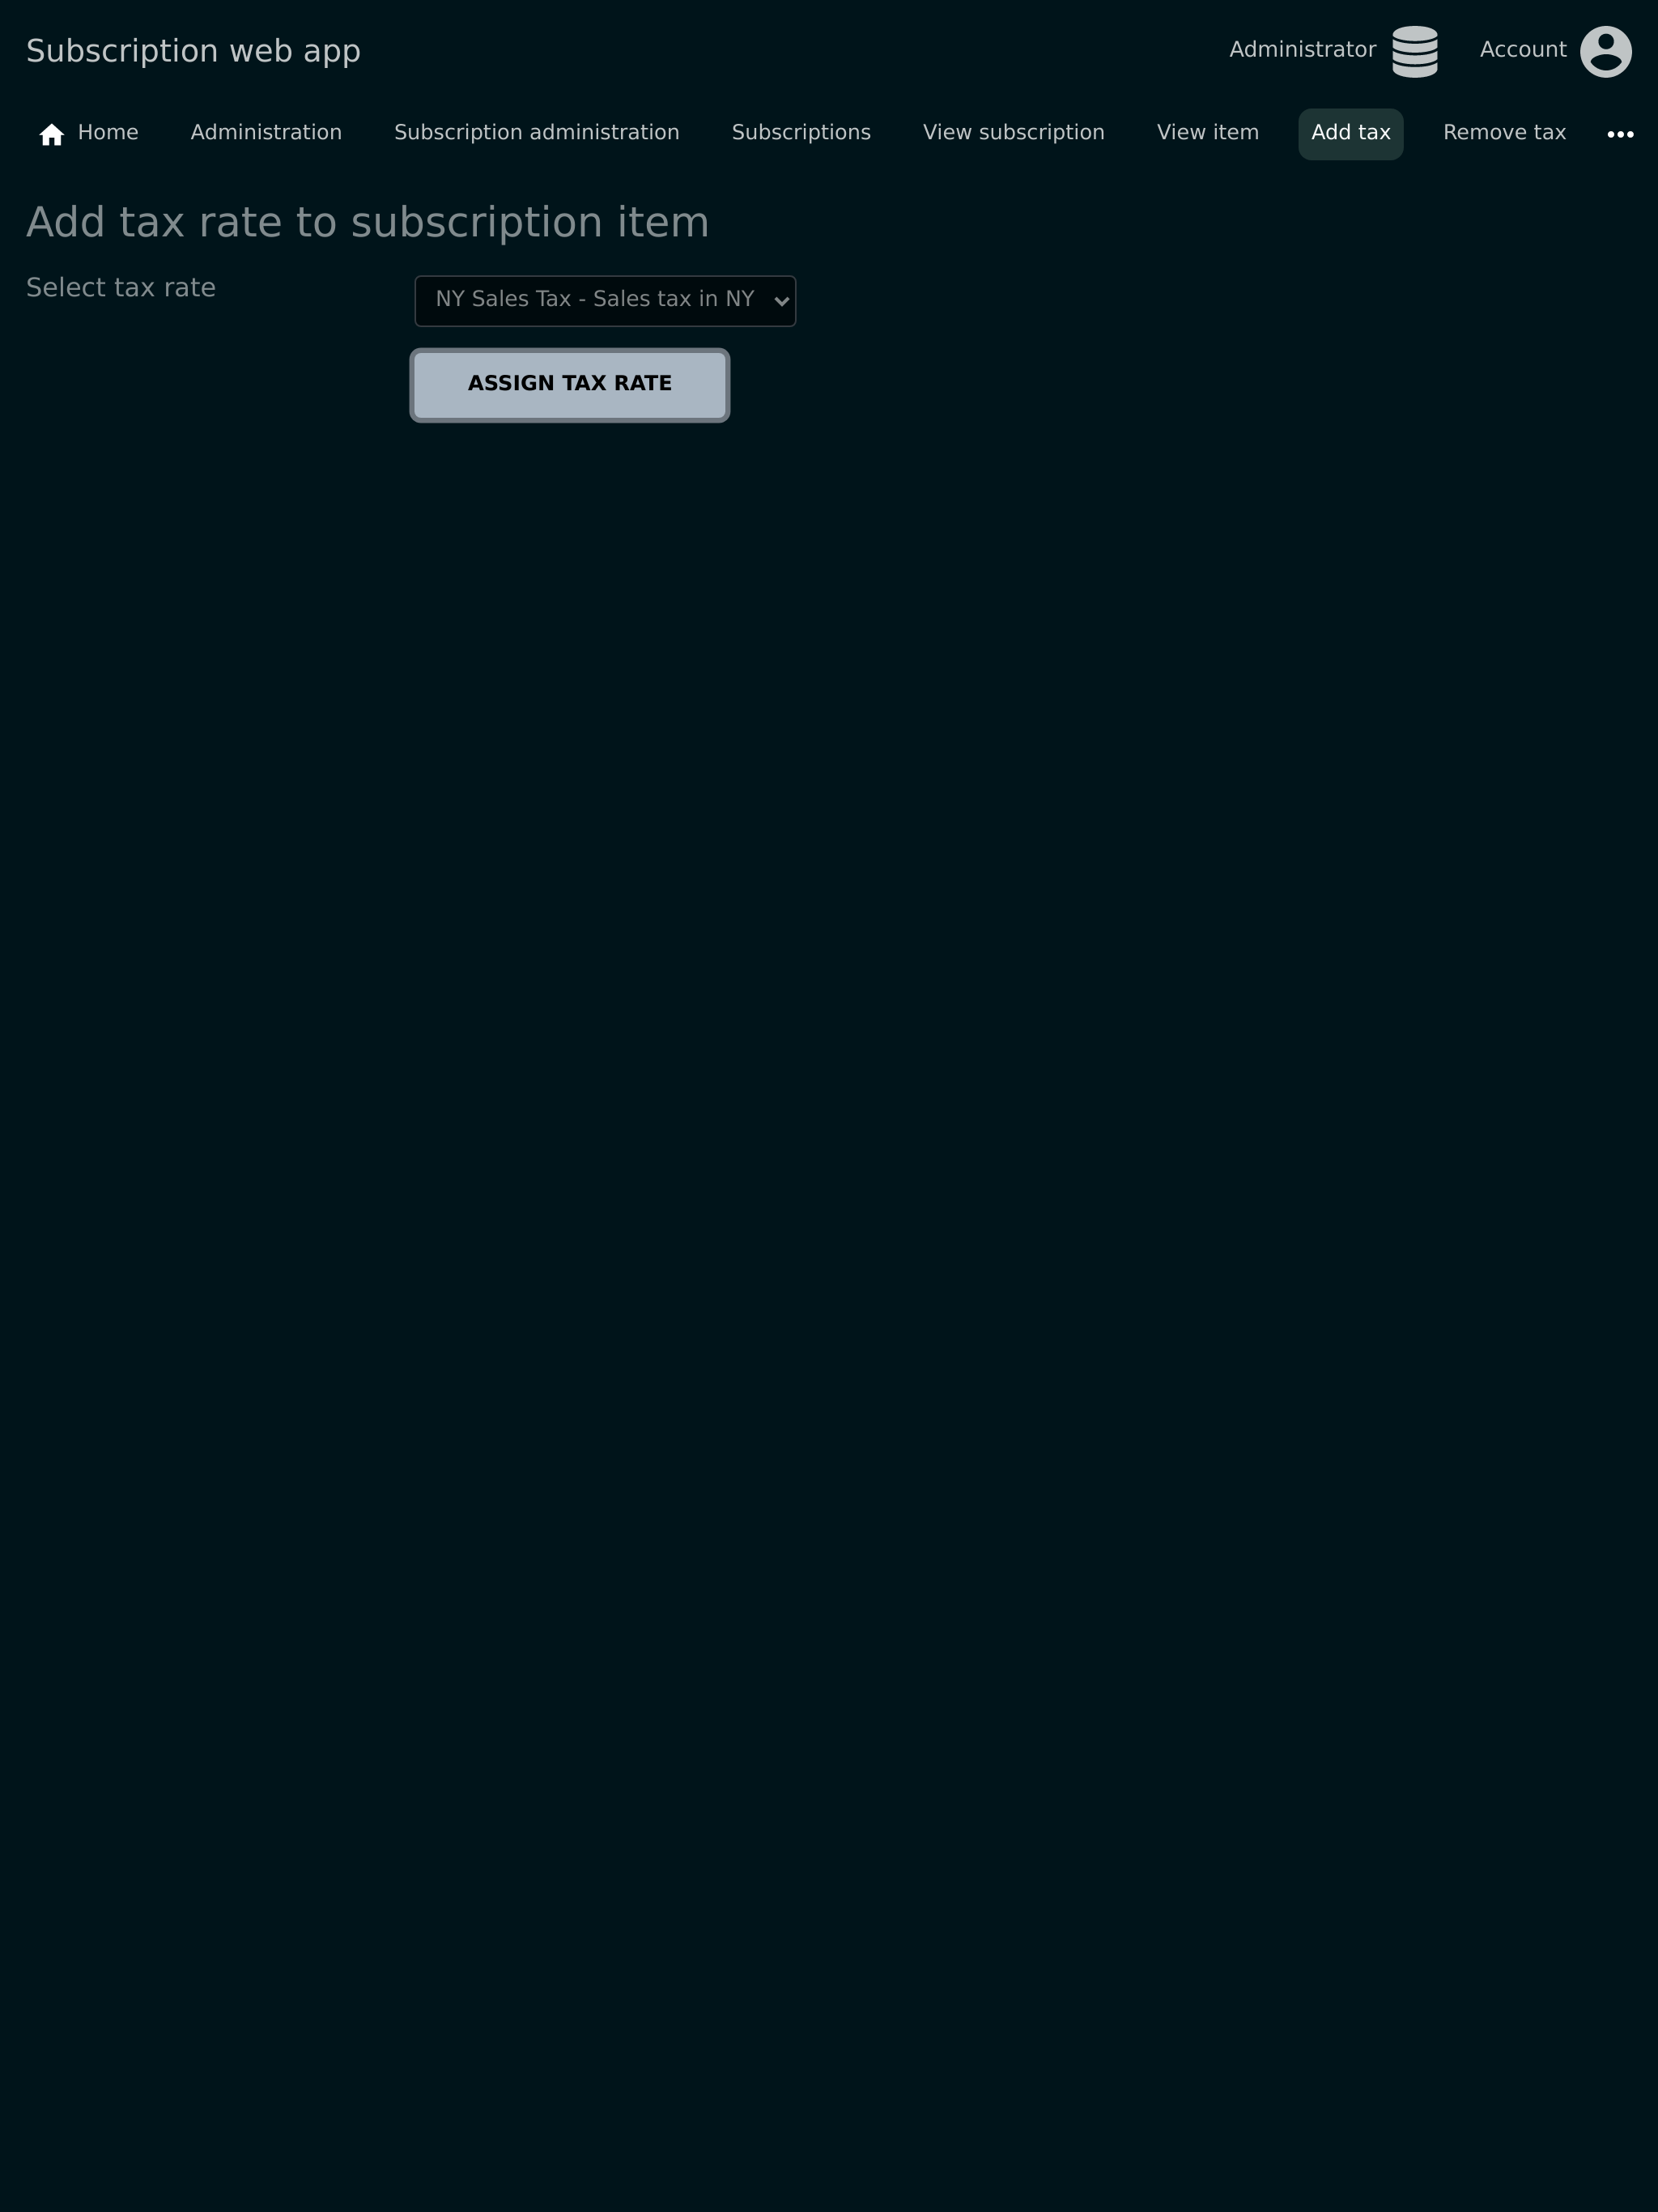 Subscription web app
Administrator
Account
Home
Administration
Subscription administration
Subscriptions
View subscription
View item
Add tax
Remove tax
Add tax rate to subscription item
Select tax rate
NY Sales Tax - Sales tax in NY
ASSIGN TAX RATE